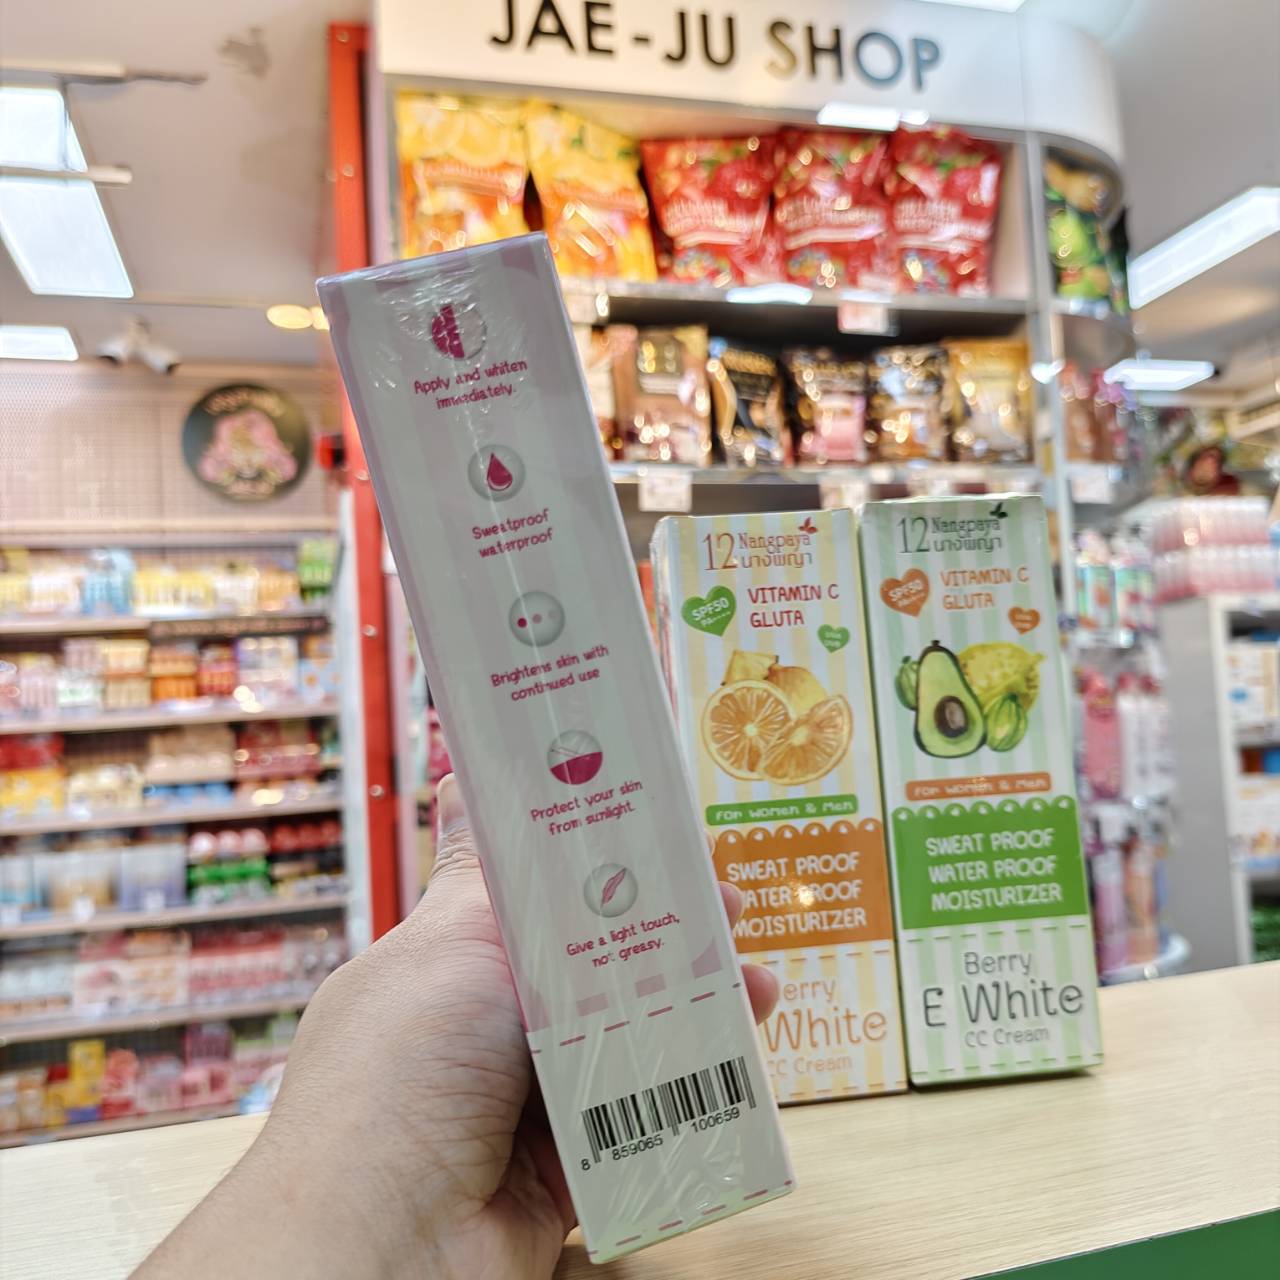 JAE-JU SHOP
Apply and whiten
immediately.
Sweatproof
waterproof
Brightens skin with
continued use
Protect your skin
from sunlight.
Give a light touch,
not greasy.
8 859065 100659
12 Nangpaya
นางพญา
SPF50
PA++++
VITAMIN C
GLUTA
For Women & Men
SWEAT PROOF
WATER PROOF
MOISTURIZER
erry
White
CC Cream
12 Nangpaya
นางพญา
SPF50
PA++++
VITAMIN C
GLUTA
For Women & Men
SWEAT PROOF
WATER PROOF
MOISTURIZER
Berry
E White
CC Cream